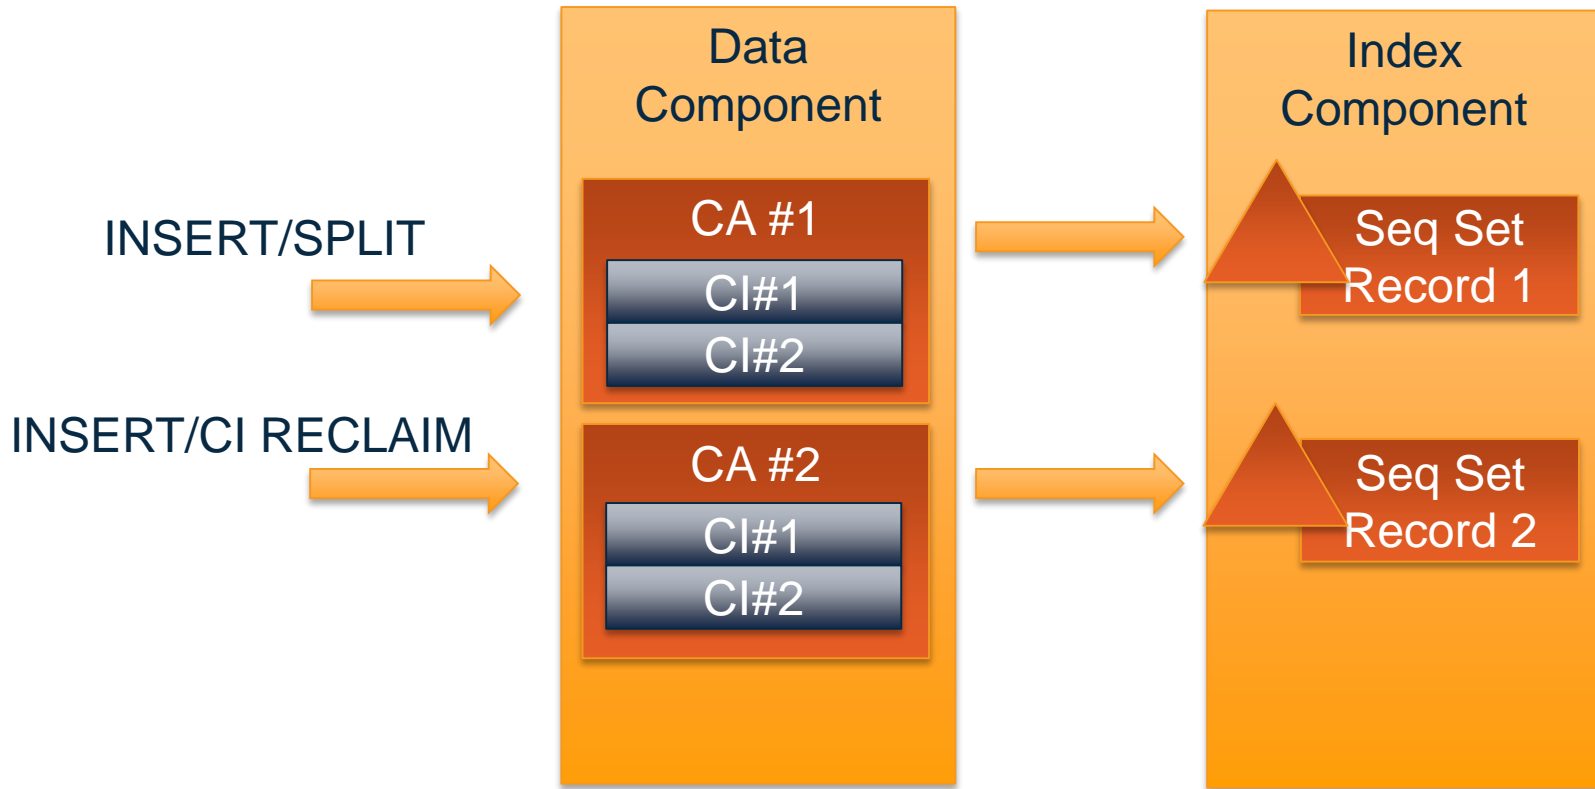 Data
Component
Index
Component
INSERT/SPLIT
CA #1
CI#1
CI#2
Seq Set
Record 1
INSERT/CI RECLAIM
CA #2
CI#1
CI#2
Seq Set
Record 2